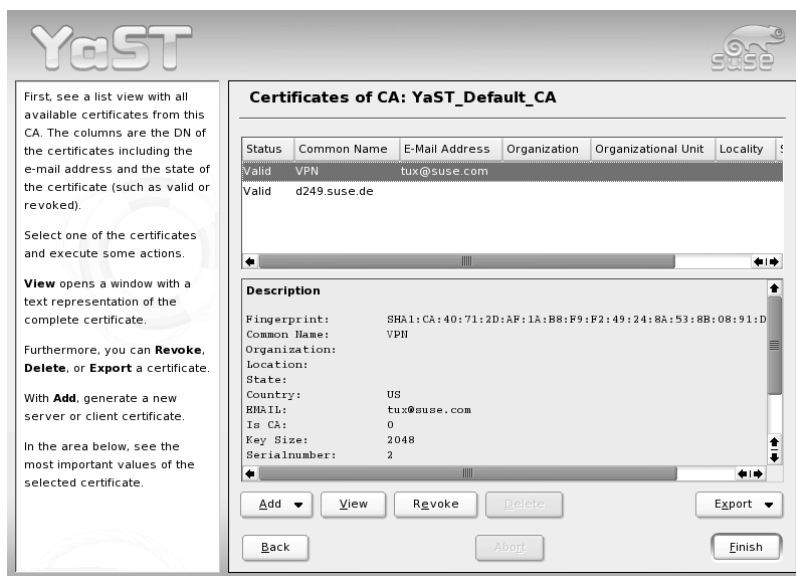 YaST
suse
First, see a list view with all
available certificates from this
CA. The columns are the DN of
the certificates including the
e-mail address and the state of
the certificate (such as valid or
revoked).
Select one of the certificates
and execute some actions.
View opens a window with a
text representation of the
complete certificate.
Furthermore, you can Revoke,
Delete, or Export a certificate.
With Add, generate a new
server or client certificate.
In the area below, see the
most important values of the
selected certificate.
Certificates of CA: YaST_Default_CA
Status Common Name E-Mail Address Organization Organizational Unit Locality
Valid VPN tux@suse.com
Valid d249.suse.de
Description
Fingerprint: SHA1:CA:40:71:2D:AF:1A:B8:F9:F2:49:24:8A:53:8B:08:91:D
Common Name: VPN
Organization:
Location:
State:
Country: US
EMAIL: tux@suse.com
Is CA: 0
Key Size: 2048
Serialnumber: 2
Add View Revoke Delete Export
Back Abort Finish